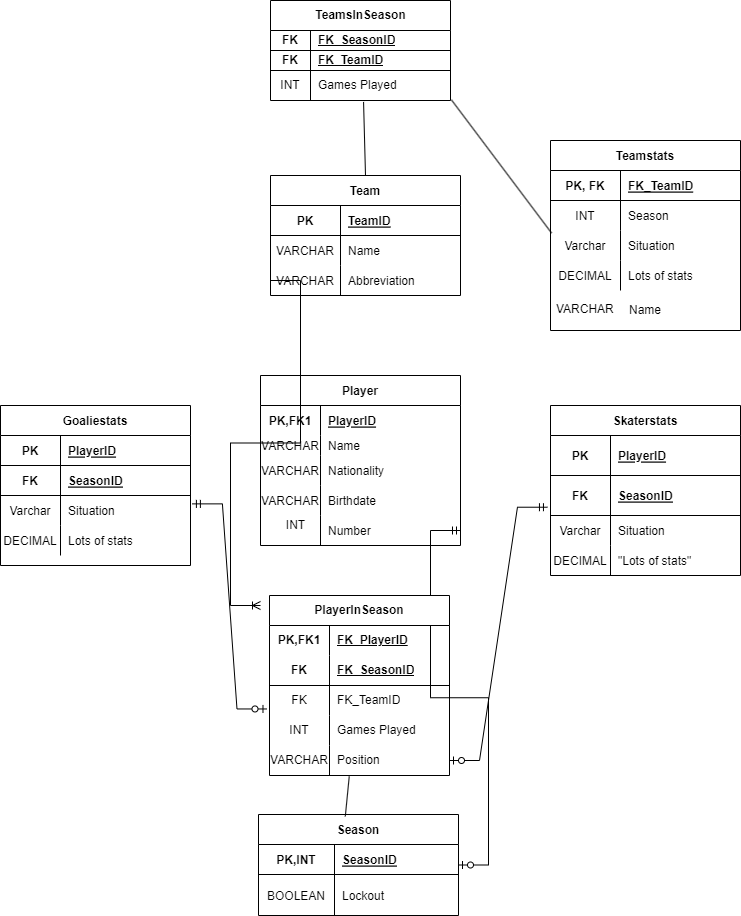 TeamsInSeason
FK FK_SeasonID
FK FK_TeamID
INT Games Played
Teamstats
PK, FK FK_TeamID
INT Season
Varchar Situation
DECIMAL Lots of stats
VARCHAR Name
Team
PK TeamID
VARCHAR Name
VARCHAR Abbreviation
Player
PK,FK1 PlayerID
VARCHAR Name
VARCHAR Nationality
VARCHAR Birthdate
INT Number
Goaliestats
PK PlayerID
FK SeasonID
Varchar Situation
DECIMAL Lots of stats
Skaterstats
PK PlayerID
FK SeasonID
Varchar Situation
DECIMAL "Lots of stats"
PlayerInSeason
PK,FK1 FK_PlayerID
FK FK_SeasonID
FK FK_TeamID
INT Games Played
VARCHAR Position
Season
PK,INT SeasonID
BOOLEAN Lockout